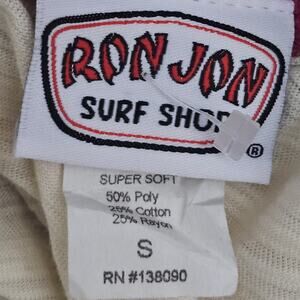 RON JON
SURF SHOP
®
SUPER SOFT
50% Poly
25% Cotton
25% Rayon
S
RN #138090